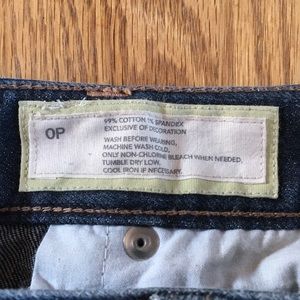 0P
99% COTTON 1% SPANDEX
EXCLUSIVE OF DECORATION
WASH BEFORE WEARING,
MACHINE WASH COLD,
ONLY NON-CHLORINE BLEACH WHEN NEEDED,
TUMBLE DRY LOW,
COOL IRON IF NECESSARY.